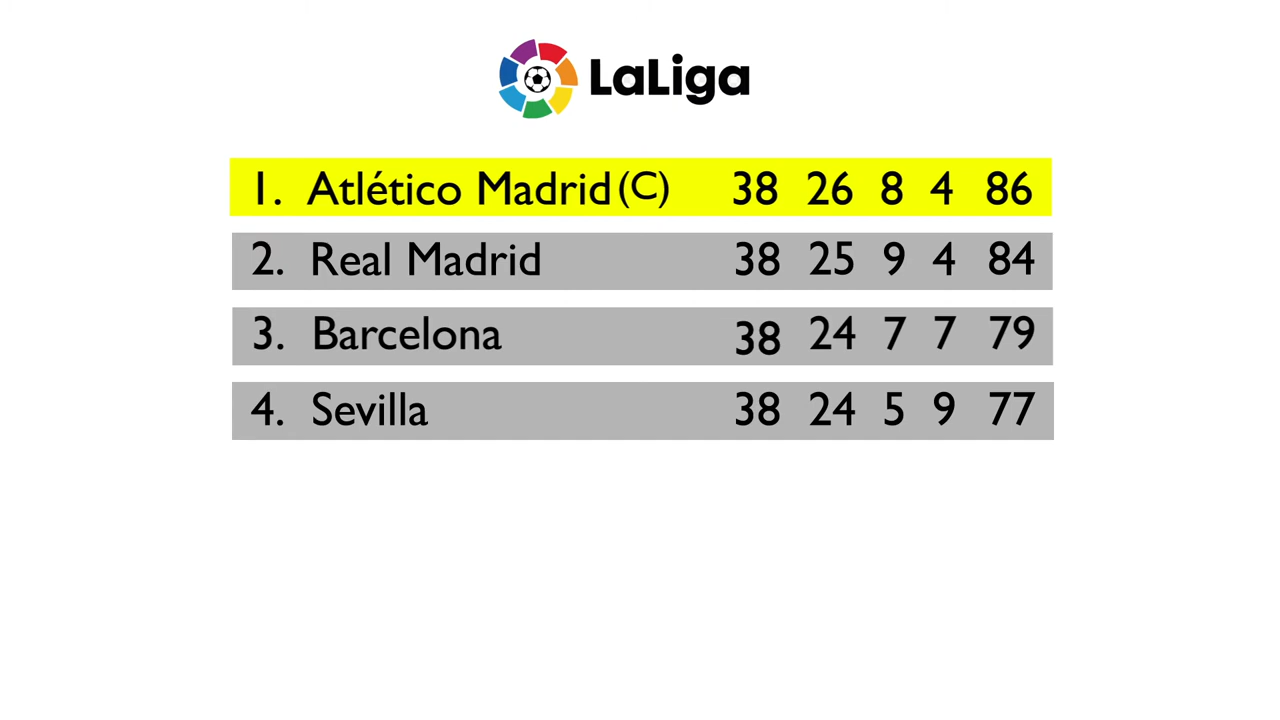 LaLiga
1. Atlético Madrid (C) 38 26 8 4 86
2. Real Madrid 38 25 9 4 84
3. Barcelona 38 24 7 7 79
4. Sevilla 38 24 5 9 77